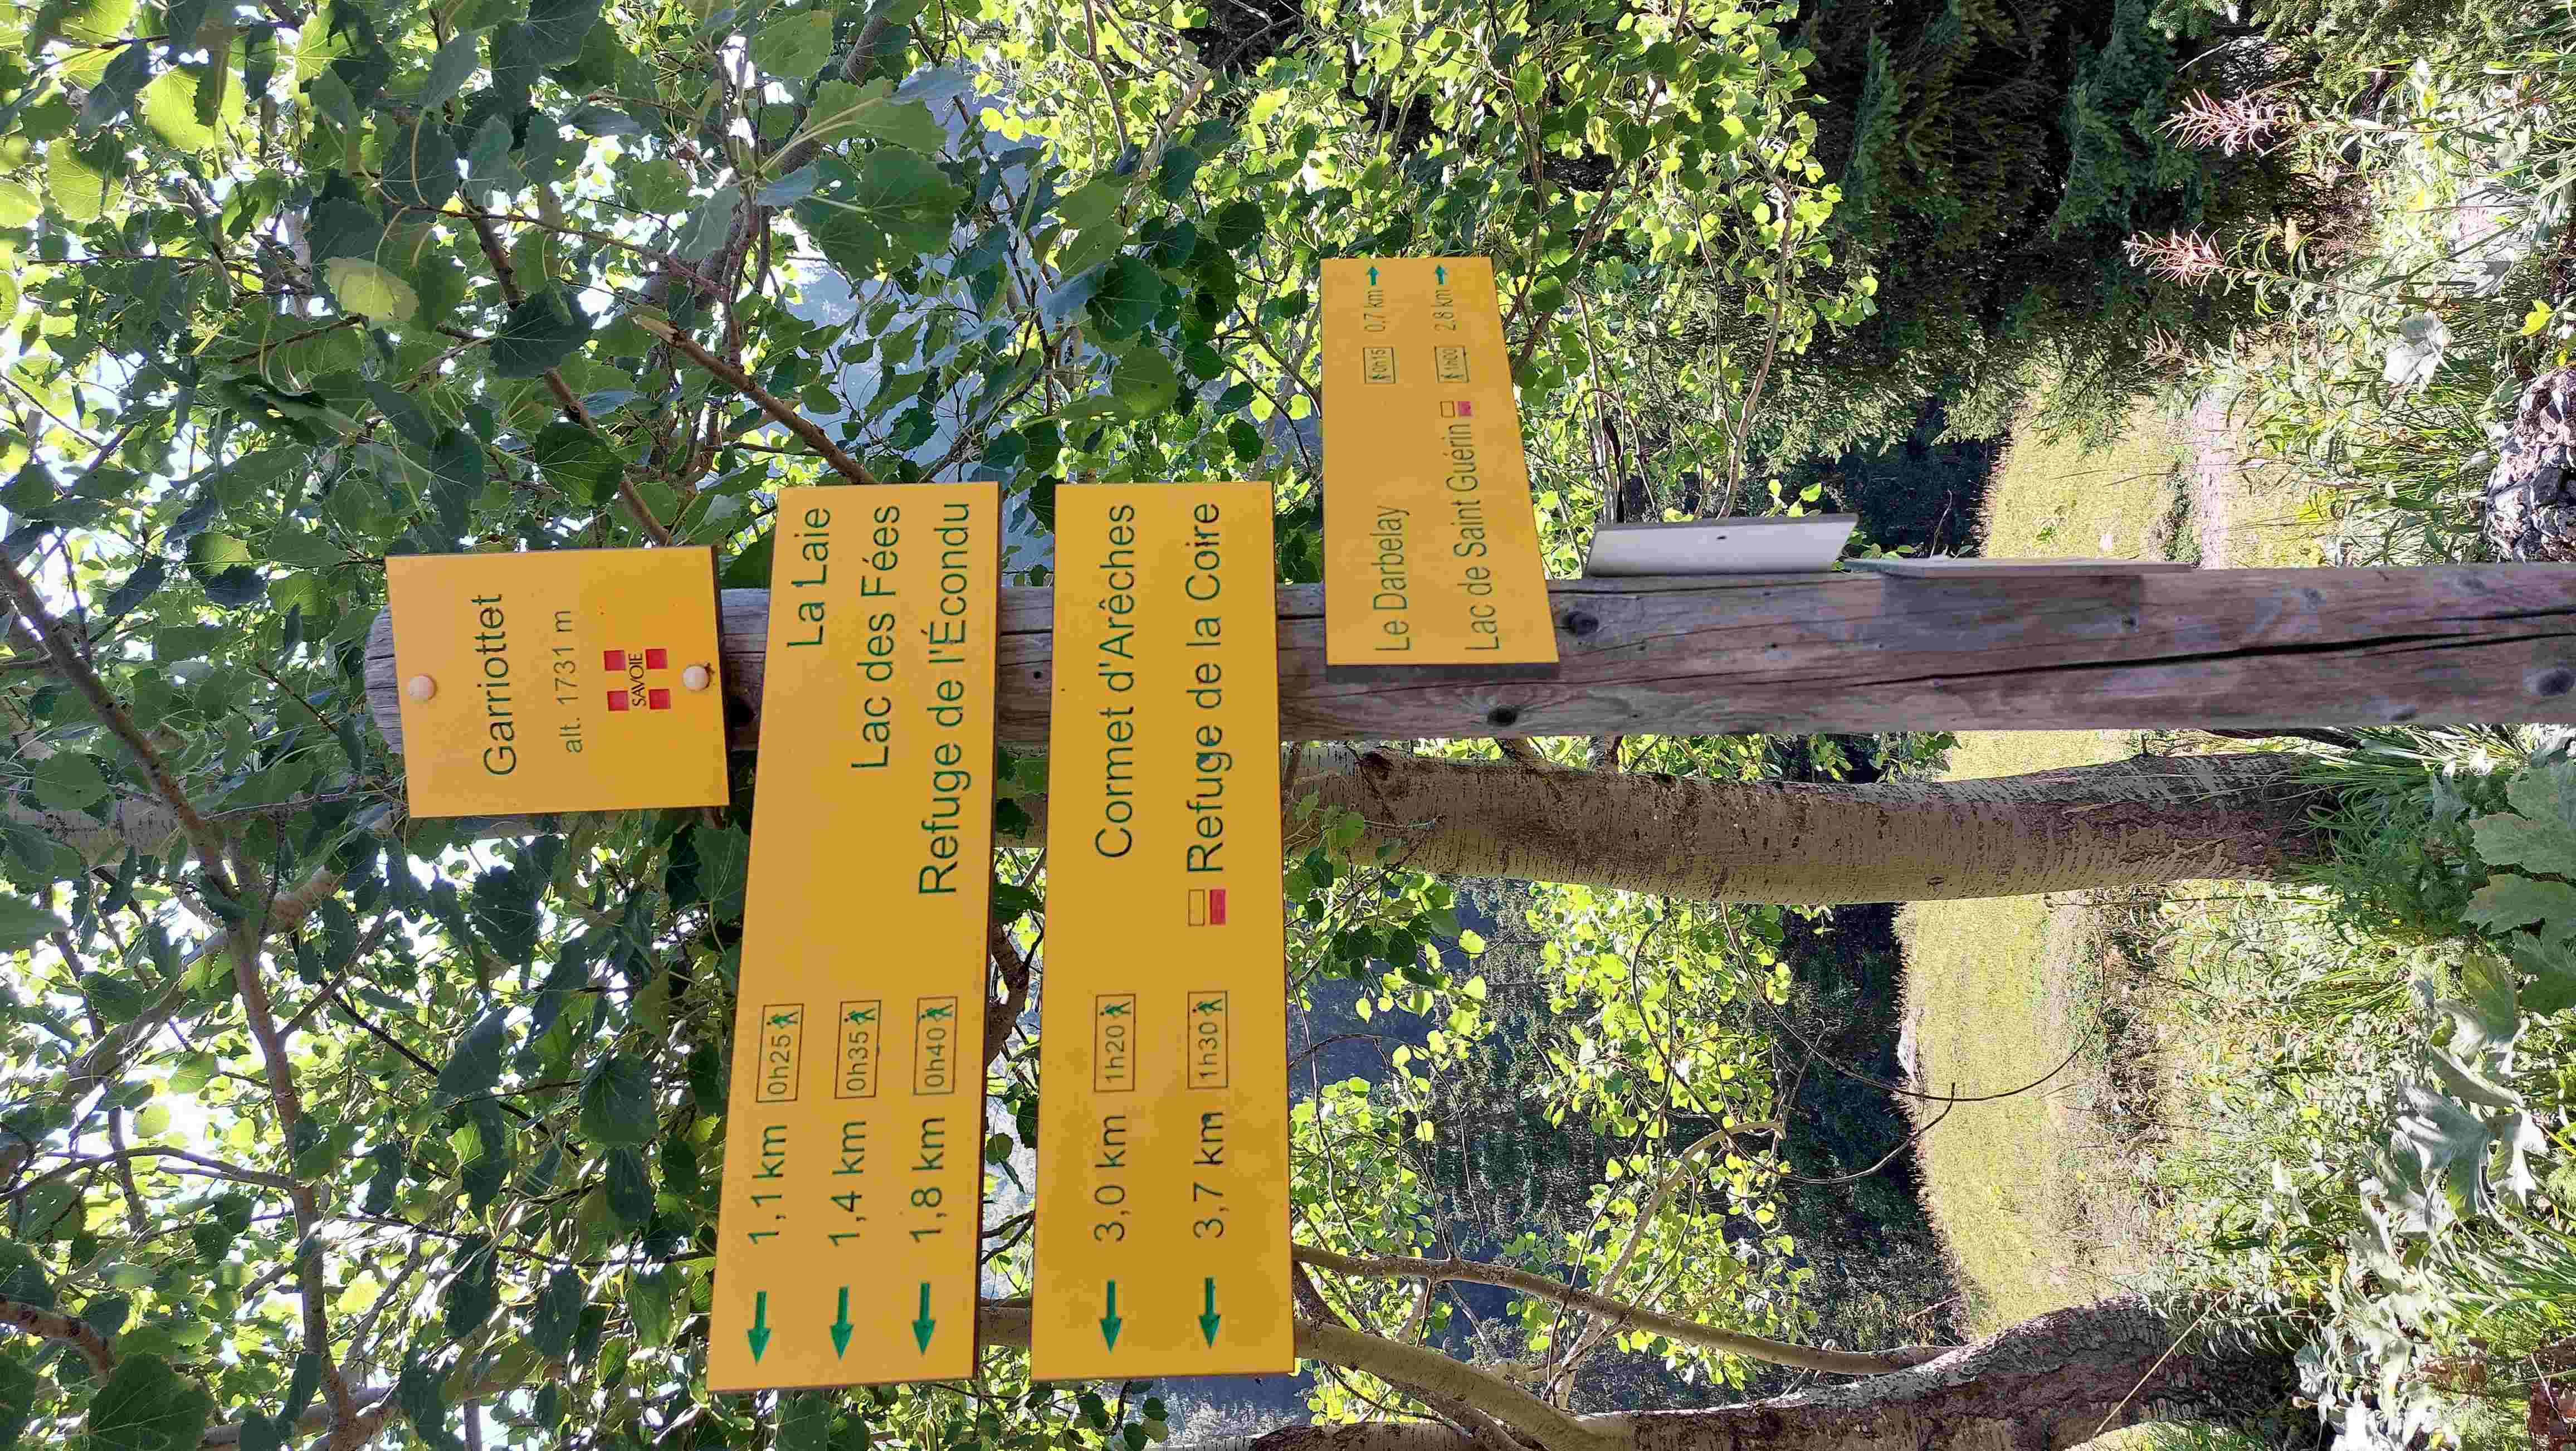 Garriottet
alt. 1731 m
SAVOIE
1,1 km 0h25 La Laie
1,4 km 0h35 Lac des Fées
1,8 km 0h40 Refuge de l'Écondu
3,0 km 1h20 Cormet d'Arêches
3,7 km 1h30 Refuge de la Coire
Le Darbelay 0h15 0,7 km
Lac de Saint Guérin 1h00 2,8 km